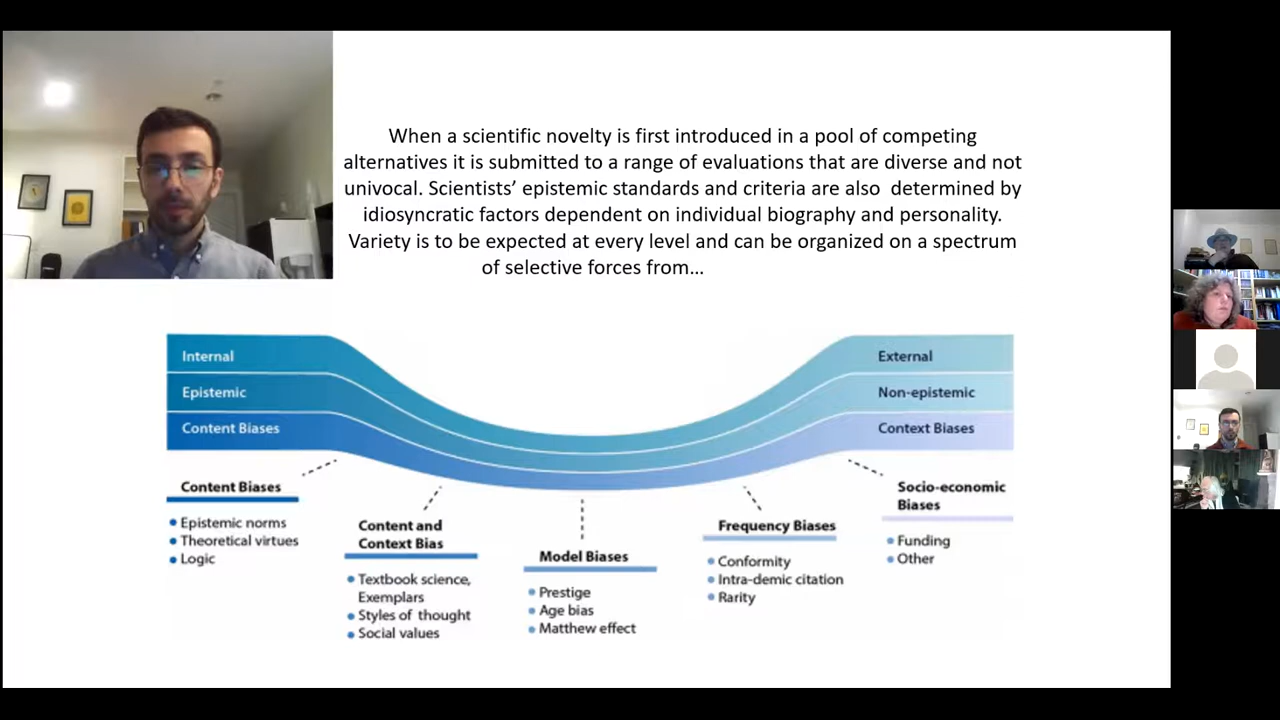 When a scientific novelty is first introduced in a pool of competing
alternatives it is submitted to a range of evaluations that are diverse and not
univocal. Scientists’ epistemic standards and criteria are also  determined by
idiosyncratic factors dependent on individual biography and personality.
Variety is to be expected at every level and can be organized on a spectrum
of selective forces from…
Internal
Epistemic
Content Biases
External
Non-epistemic
Context Biases
Content Biases
• Epistemic norms
• Theoretical virtues
• Logic
Content and
Context Bias
• Textbook science,
Exemplars
• Styles of thought
• Social values
Model Biases
• Prestige
• Age bias
• Matthew effect
Frequency Biases
• Conformity
• Intra-demic citation
• Rarity
Socio-economic
Biases
• Funding
• Other